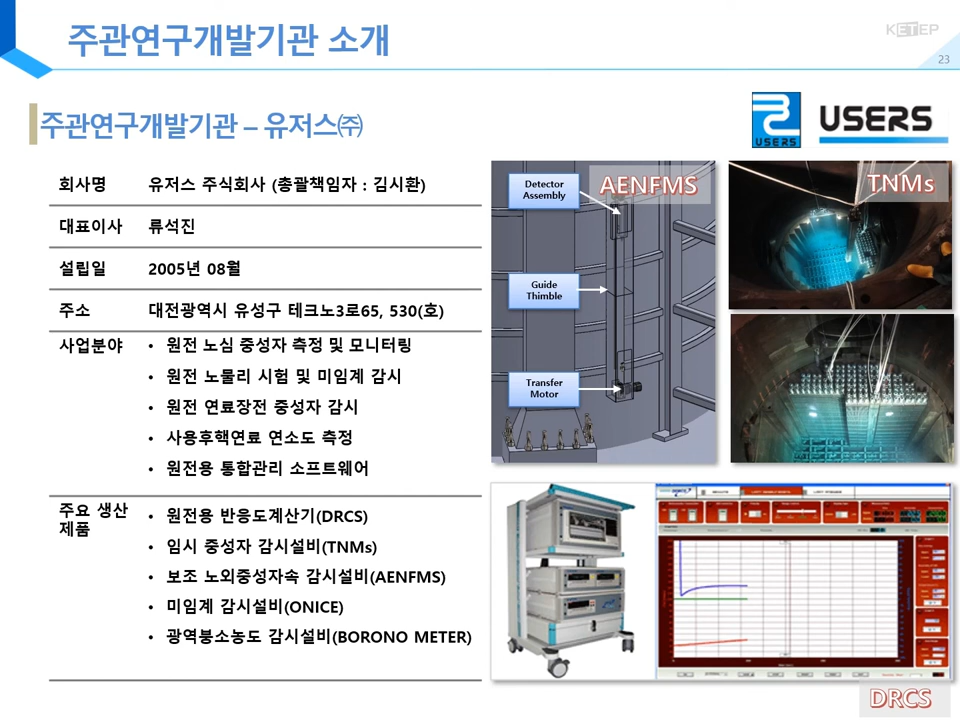 주관연구개발기관 소개
KETEP
23
주관연구개발기관 – 유저스㈜
USERS
USERS
회사명 유저스 주식회사 (총괄책임자 : 김시환)
대표이사 류석진
설립일 2005년 08월
주소 대전광역시 유성구 테크노3로65, 530(호)
사업분야 • 원전 노심 중성자 측정 및 모니터링
• 원전 노물리 시험 및 미임계 감시
• 원전 연료장전 중성자 감시
• 사용후핵연료 연소도 측정
• 원전용 통합관리 소프트웨어
주요 생산
제품
• 원전용 반응도계산기(DRCS)
• 임시 중성자 감시설비(TNMs)
• 보조 노외중성자속 감시설비(AENFMS)
• 미임계 감시설비(ONICE)
• 광역붕소농도 감시설비(BORONO METER)
Detector
Assembly
AENFMS
Guide
Thimble
Transfer
Motor
TNMs
DRCS